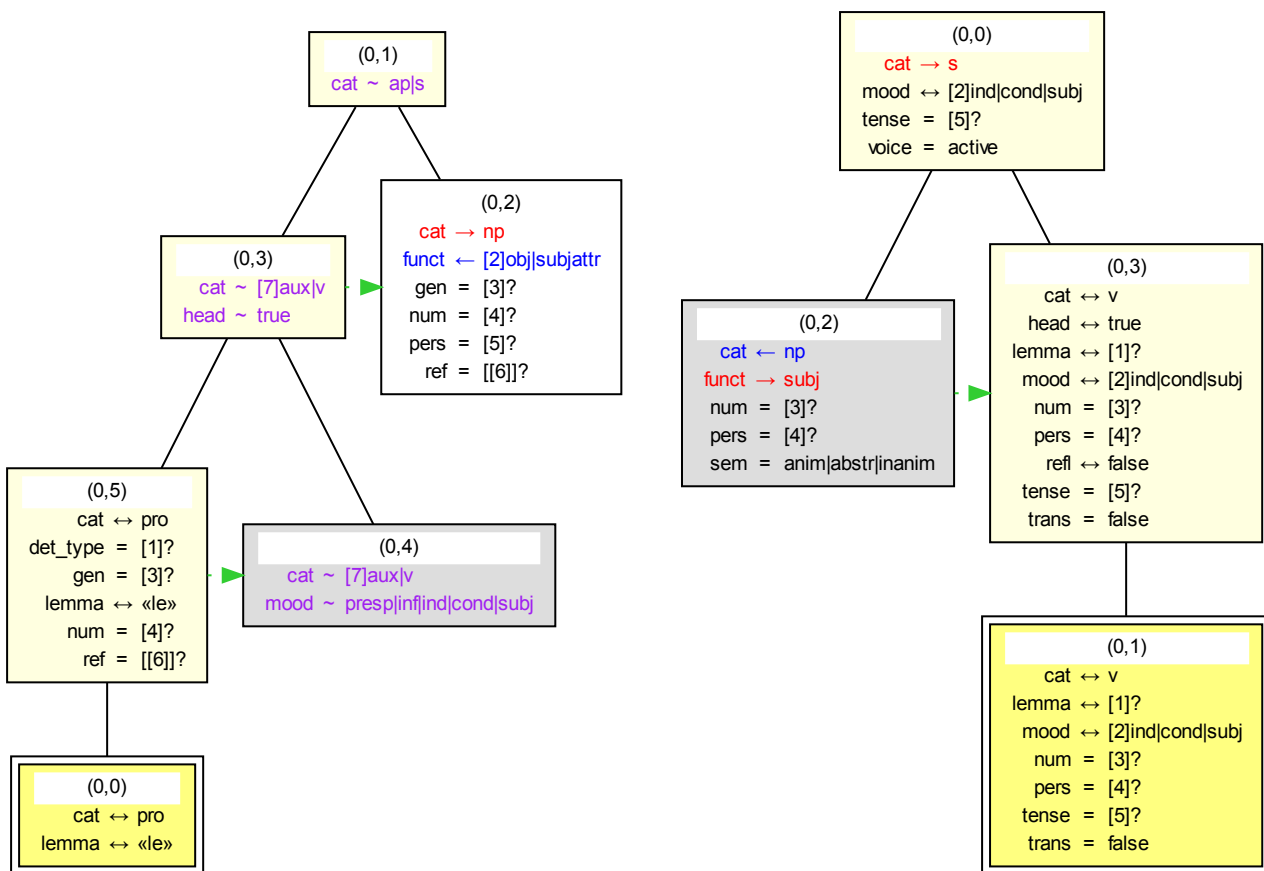 (0,1)
cat ~ ap|s
(0,2)
cat → np
funct ← [2]obj|subjattr
gen = [3]?
num = [4]?
pers = [5]?
ref = [[6]]?
(0,3)
cat ~ [7]aux|v
head ~ true
(0,5)
cat ↔ pro
det_type = [1]?
gen = [3]?
lemma ↔ «le»
num = [4]?
ref = [[6]]?
(0,4)
cat ~ [7]aux|v
mood ~ presp|inf|ind|cond|subj
(0,0)
cat ↔ pro
lemma ↔ «le»
(0,0)
cat → s
mood ↔ [2]ind|cond|subj
tense = [5]?
voice = active
(0,2)
cat ← np
funct → subj
num = [3]?
pers = [4]?
sem = anim|abstr|inanim
(0,3)
cat ↔ v
head ↔ true
lemma ↔ [1]?
mood ↔ [2]ind|cond|subj
num = [3]?
pers = [4]?
refl ↔ false
tense = [5]?
trans = false
(0,1)
cat ↔ v
lemma ↔ [1]?
mood ↔ [2]ind|cond|subj
num = [3]?
pers = [4]?
tense = [5]?
trans = false